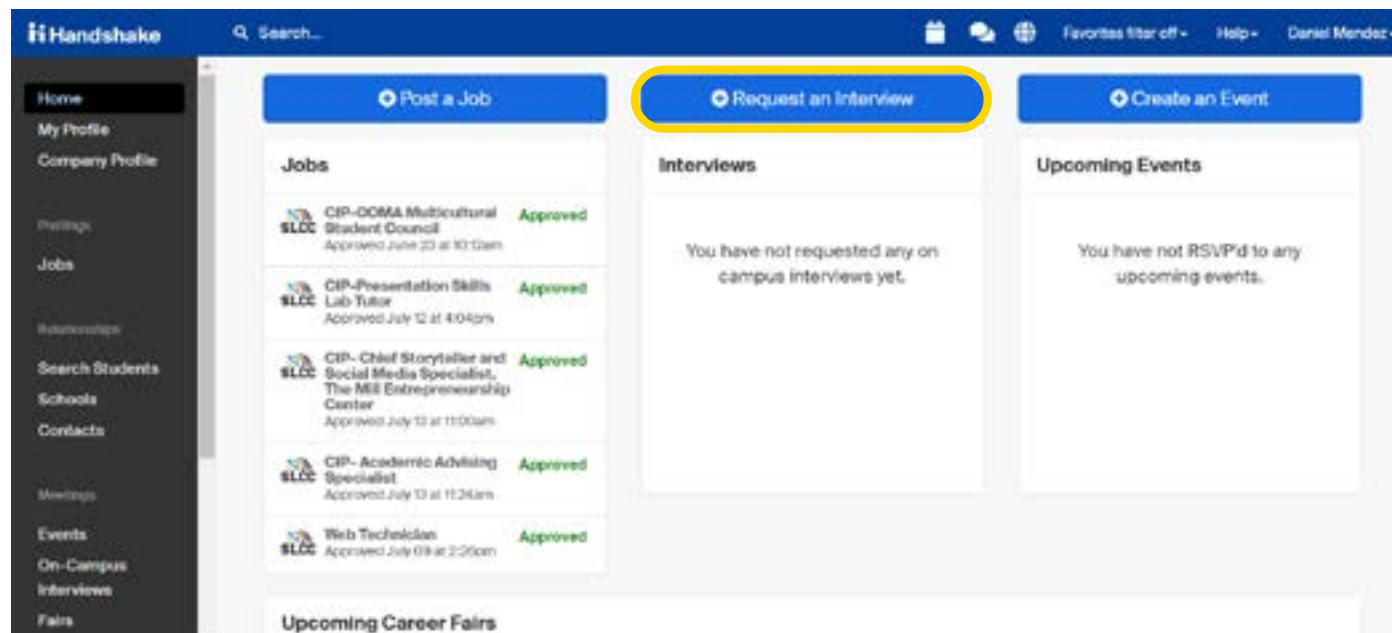 Handshake
Search...
Favorites filter off
Help
Daniel Mendez
Home
My Profile
Company Profile
Postings
Jobs
Relationships
Search Students
Schools
Contacts
Meetings
Events
On-Campus
Interviews
Fairs
Post a Job
Request an Interview
Create an Event
Jobs
SLCC
CIP-OOMA Multicultural
Student Council
Approved June 23 at 10:12am
Approved
SLCC
CIP-Presentation Skills
Lab Tutor
Approved July 12 at 4:04pm
Approved
SLCC
CIP- Chief Storyteller and
Social Media Specialist,
The Mill Entrepreneurship
Center
Approved July 13 at 11:00am
Approved
SLCC
CIP- Academic Advising
Specialist
Approved July 13 at 11:24am
Approved
SLCC
Web Technician
Approved July 09 at 2:26pm
Approved
Interviews
You have not requested any on
campus interviews yet.
Upcoming Events
You have not RSVP'd to any
upcoming events.
Upcoming Career Fairs